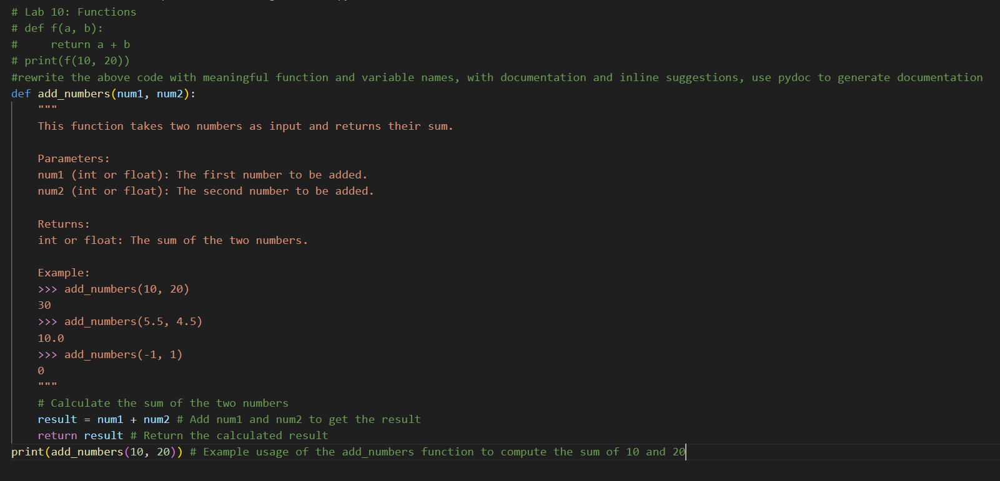 # Lab 10: Functions
# def f(a, b):
#     return a + b
# print(f(10, 20))
#rewrite the above code with meaningful function and variable names, with documentation and inline suggestions, use pydoc to generate documentation
def add_numbers(num1, num2):
    """
    This function takes two numbers as input and returns their sum.

    Parameters:
    num1 (int or float): The first number to be added.
    num2 (int or float): The second number to be added.

    Returns:
    int or float: The sum of the two numbers.

    Example:
    >>> add_numbers(10, 20)
    30
    >>> add_numbers(5.5, 4.5)
    10.0
    >>> add_numbers(-1, 1)
    0
    """
    # Calculate the sum of the two numbers
    result = num1 + num2 # Add num1 and num2 to get the result
    return result # Return the calculated result
print(add_numbers(10, 20)) # Example usage of the add_numbers function to compute the sum of 10 and 20